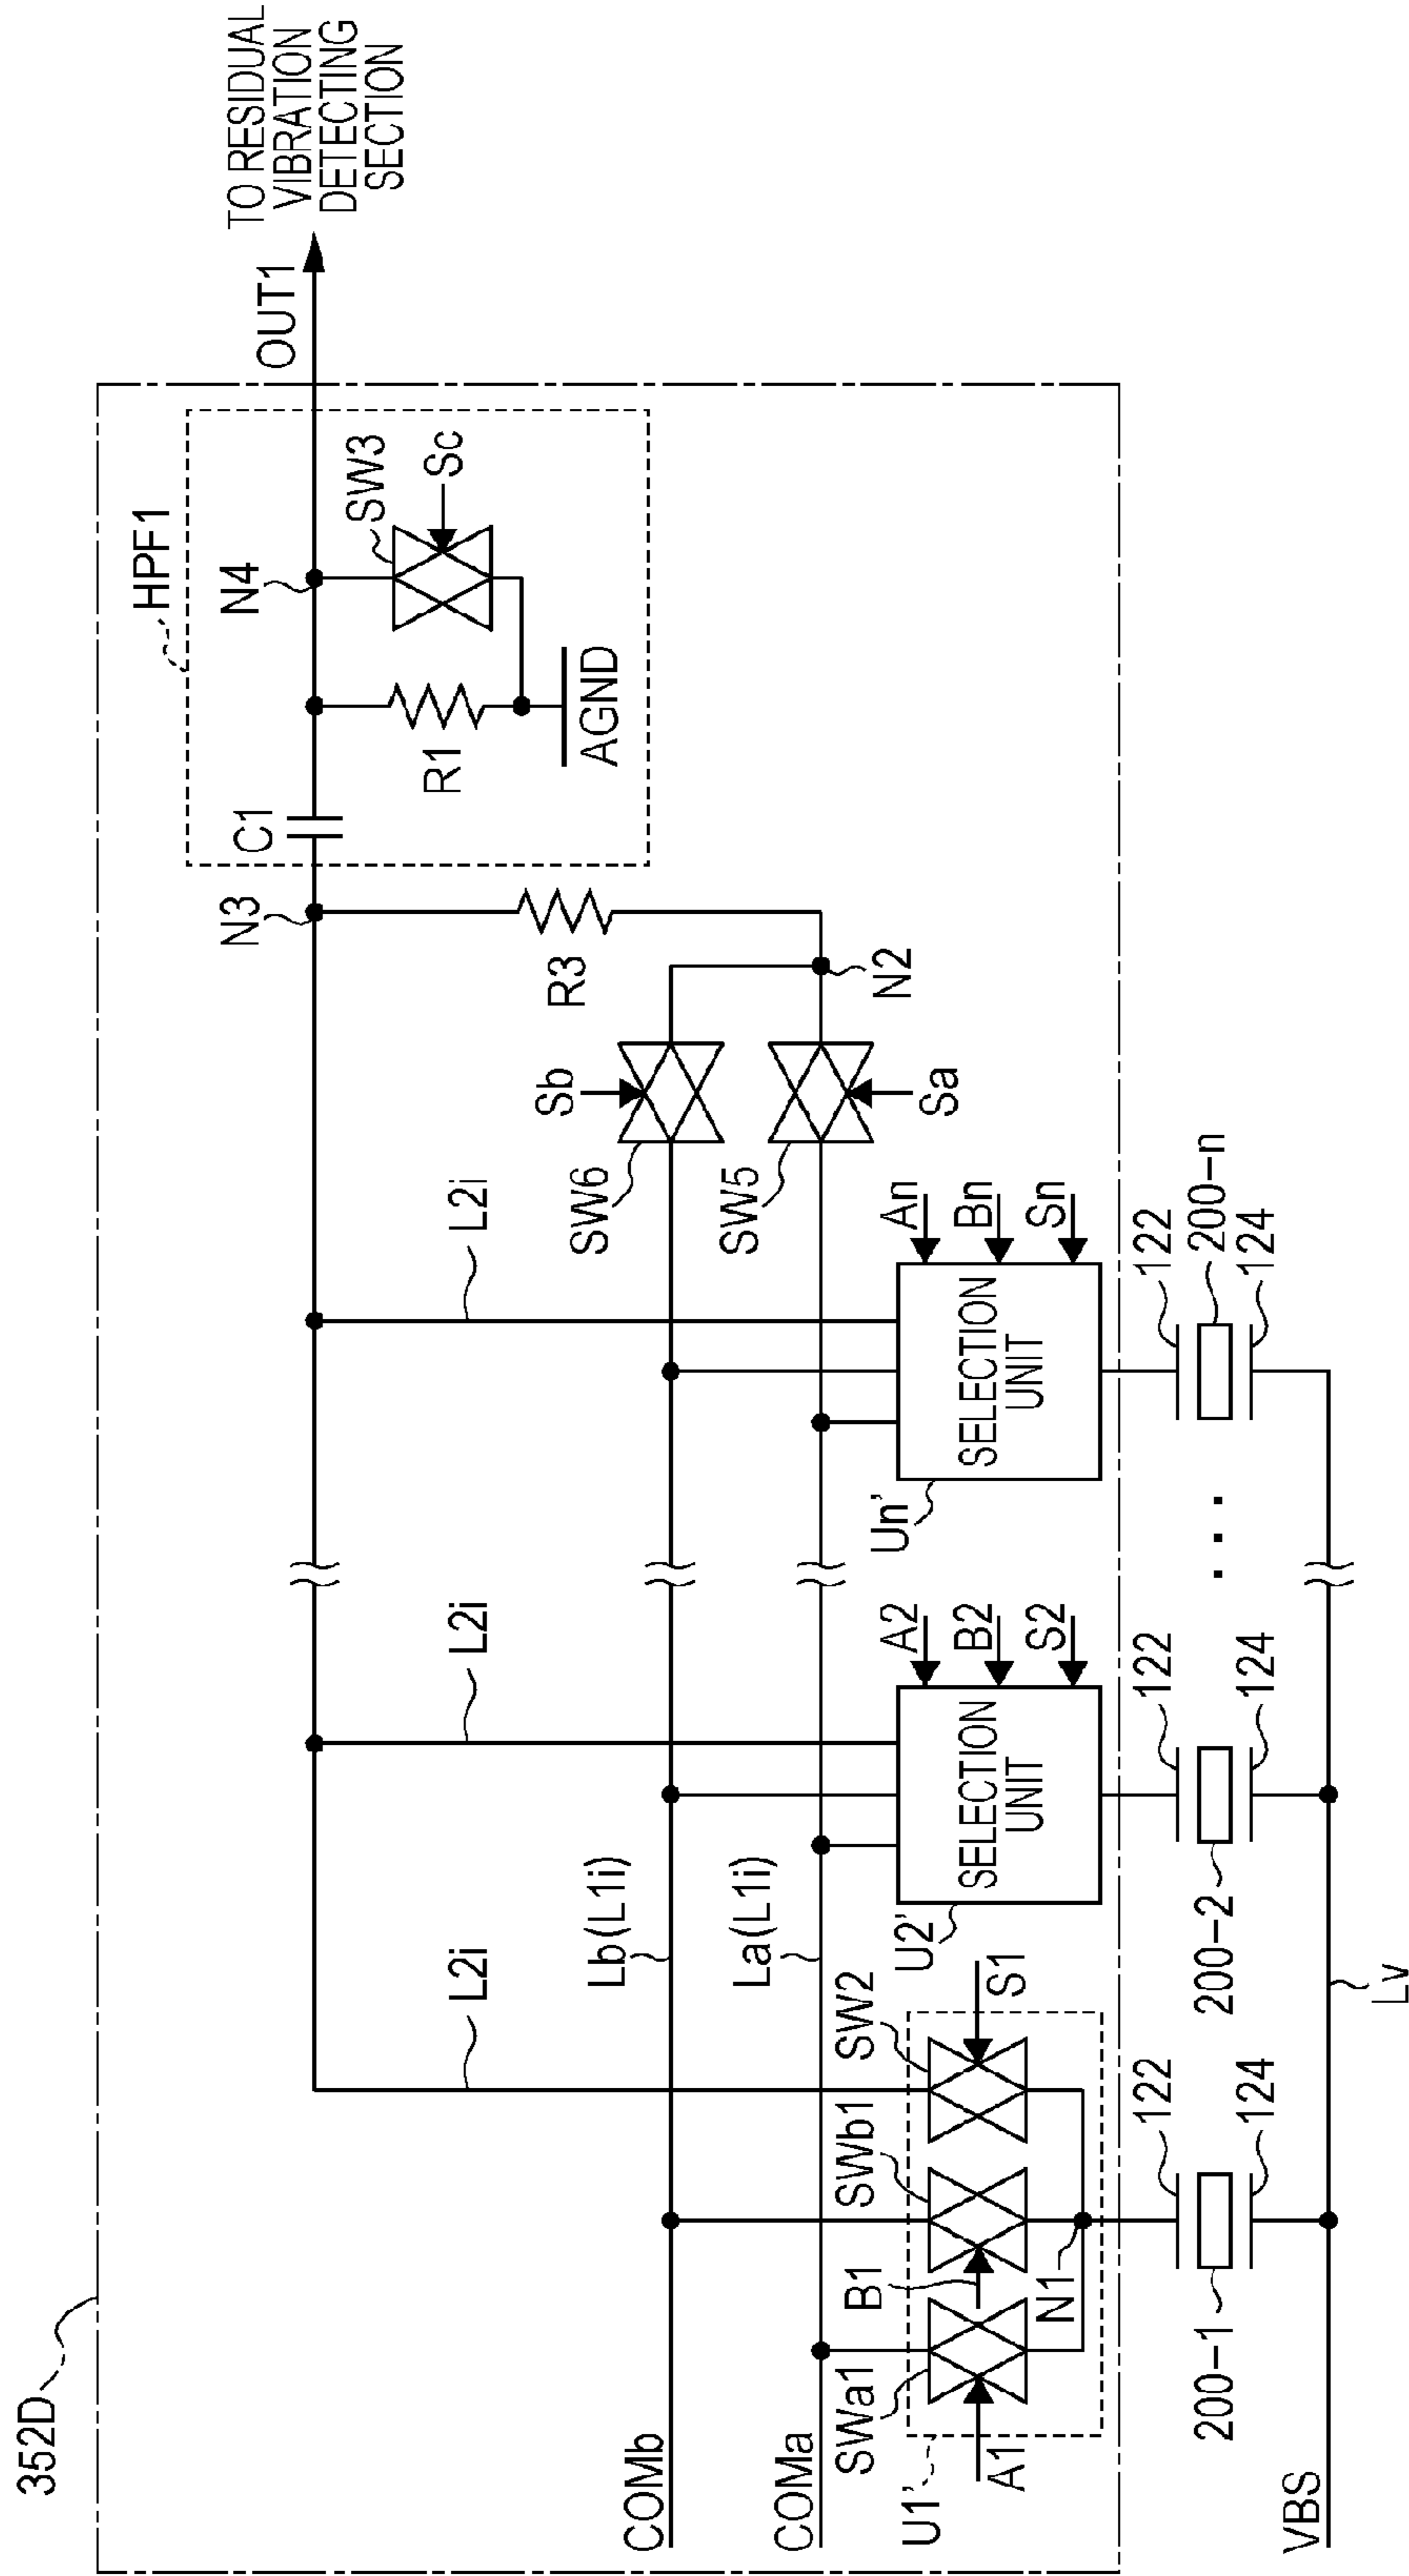 352D
TO RESIDUAL
VIBRATION
DETECTING
SECTION
OUT1
HPF1
N4
SW3
Sc
C1
R1
AGND
N3
R3
N2
Sb
SW6
Sa
SW5
L2i
L2i
L2i
Lb(L1i)
La(L1i)
COMb
COMa
SWa1
SWb1
SW2
A1
B1
S1
N1
U1'
SELECTION
UNIT
U2'
A2
B2
S2
SELECTION
UNIT
Un'
An
Bn
Sn
122
200-1
124
122
200-2
124
122
200-n
124
VBS
Lv